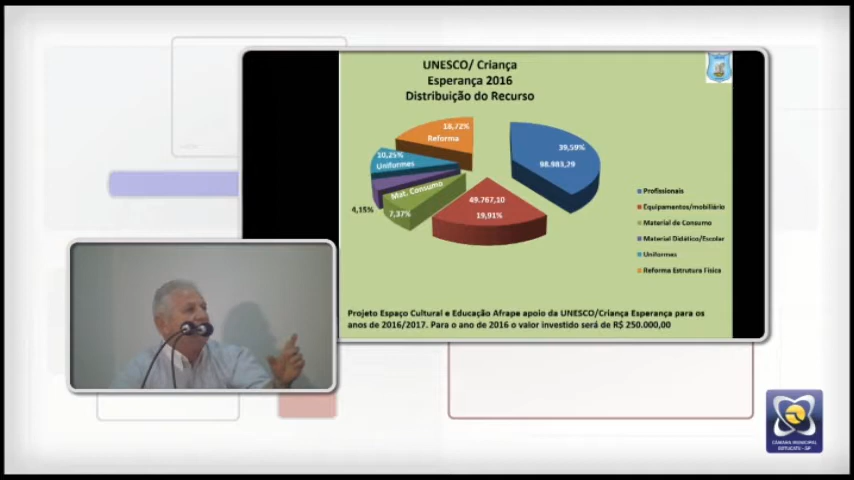 UNESCO/ Criança
Esperança 2016
Distribuição do Recurso
18,72%
Reforma
39,59%
98.983,29
10,25%
Uniformes
Mat. Consumo
4,15%
7,37%
49.767,10
19,91%
Profissionais
Equipamentos/mobiliário
Material de Consumo
Material Didático/Escolar
Uniformes
Reforma Estrutura Física
Projeto Espaço Cultural e Educação Afrape apoio da UNESCO/Criança Esperança para os
anos de 2016/2017. Para o ano de 2016 o valor investido será de R$ 250.000,00
CÂMARA MUNICIPAL
BOTUCATU - SP